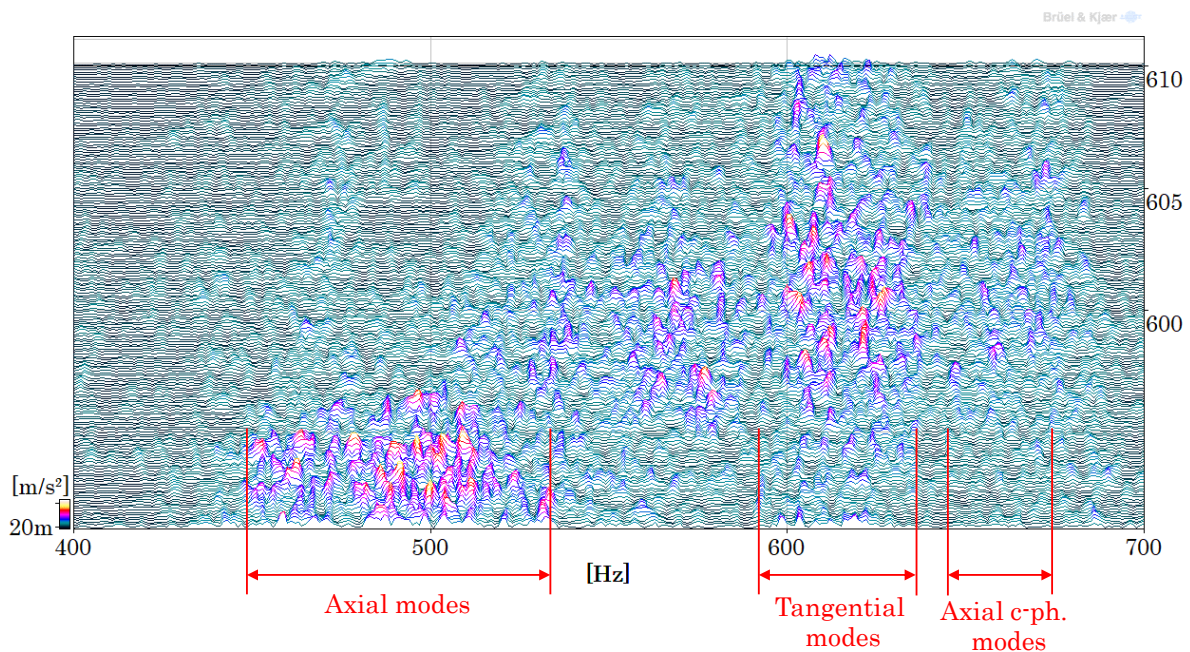 Brüel & Kjær
610
605
600
[m/s²]
20m
400
500
600
700
[Hz]
Axial modes
Tangential
modes
Axial c-ph.
modes